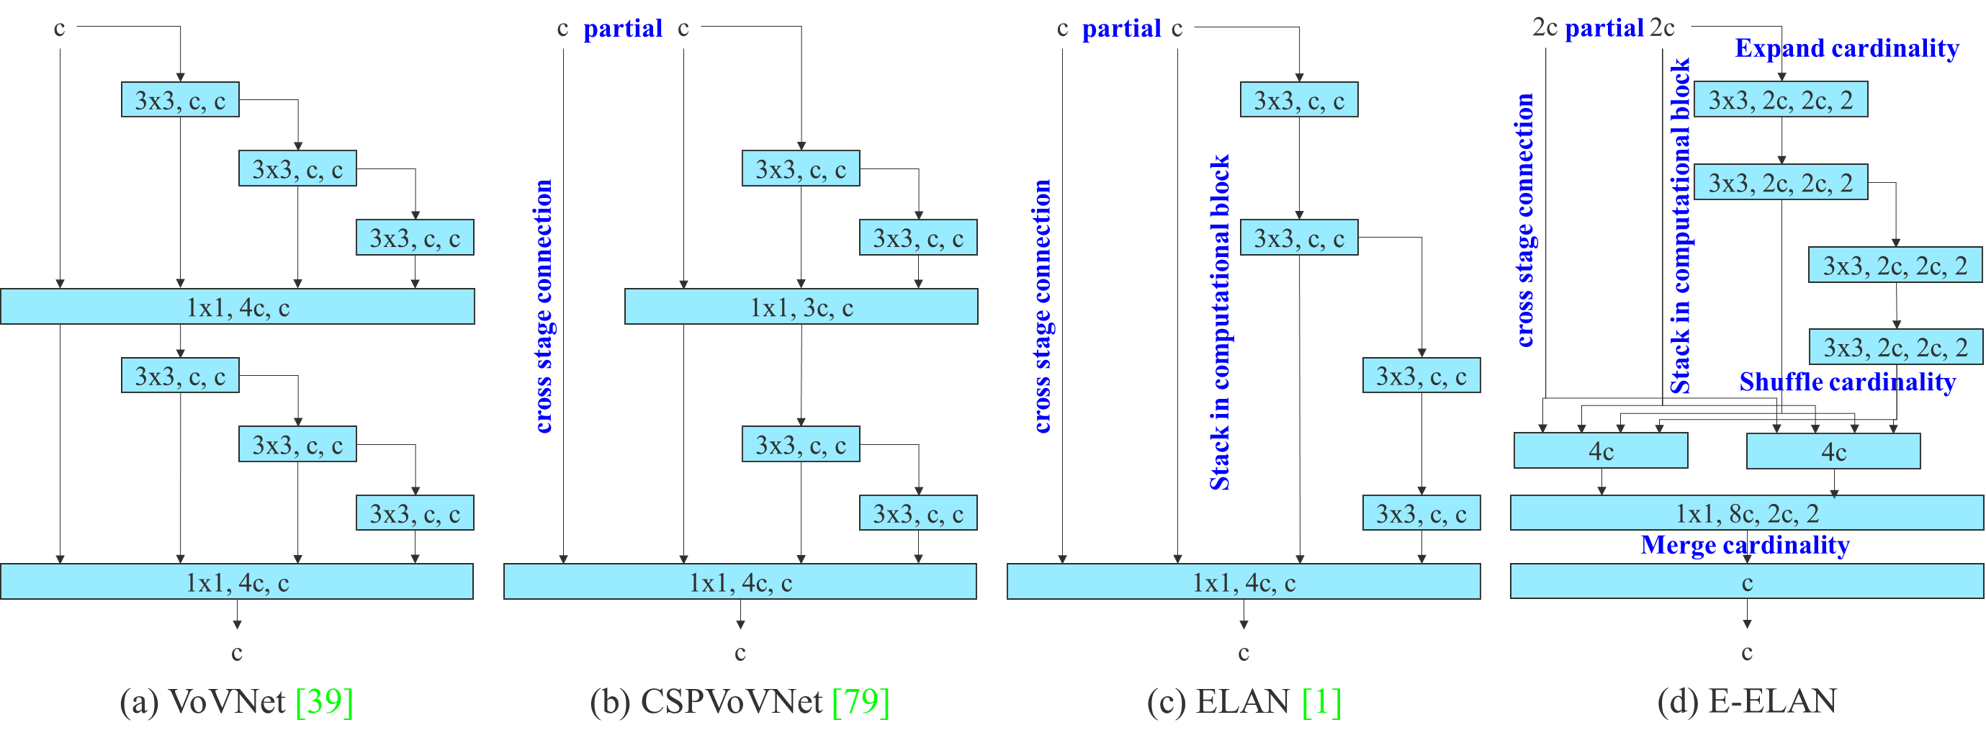 c
3x3, c, c
3x3, c, c
3x3, c, c
1x1, 4c, c
3x3, c, c
3x3, c, c
3x3, c, c
1x1, 4c, c
c
(a) VoVNet [39]
c partial c
cross stage connection
3x3, c, c
3x3, c, c
1x1, 3c, c
3x3, c, c
3x3, c, c
1x1, 4c, c
c
(b) CSPVoVNet [79]
c partial c
cross stage connection
Stack in computational block
3x3, c, c
3x3, c, c
3x3, c, c
3x3, c, c
1x1, 4c, c
c
(c) ELAN [1]
2c partial 2c
Expand cardinality
cross stage connection
Stack in computational block
3x3, 2c, 2c, 2
3x3, 2c, 2c, 2
3x3, 2c, 2c, 2
3x3, 2c, 2c, 2
Shuffle cardinality
4c
4c
1x1, 8c, 2c, 2
Merge cardinality
c
c
(d) E-ELAN